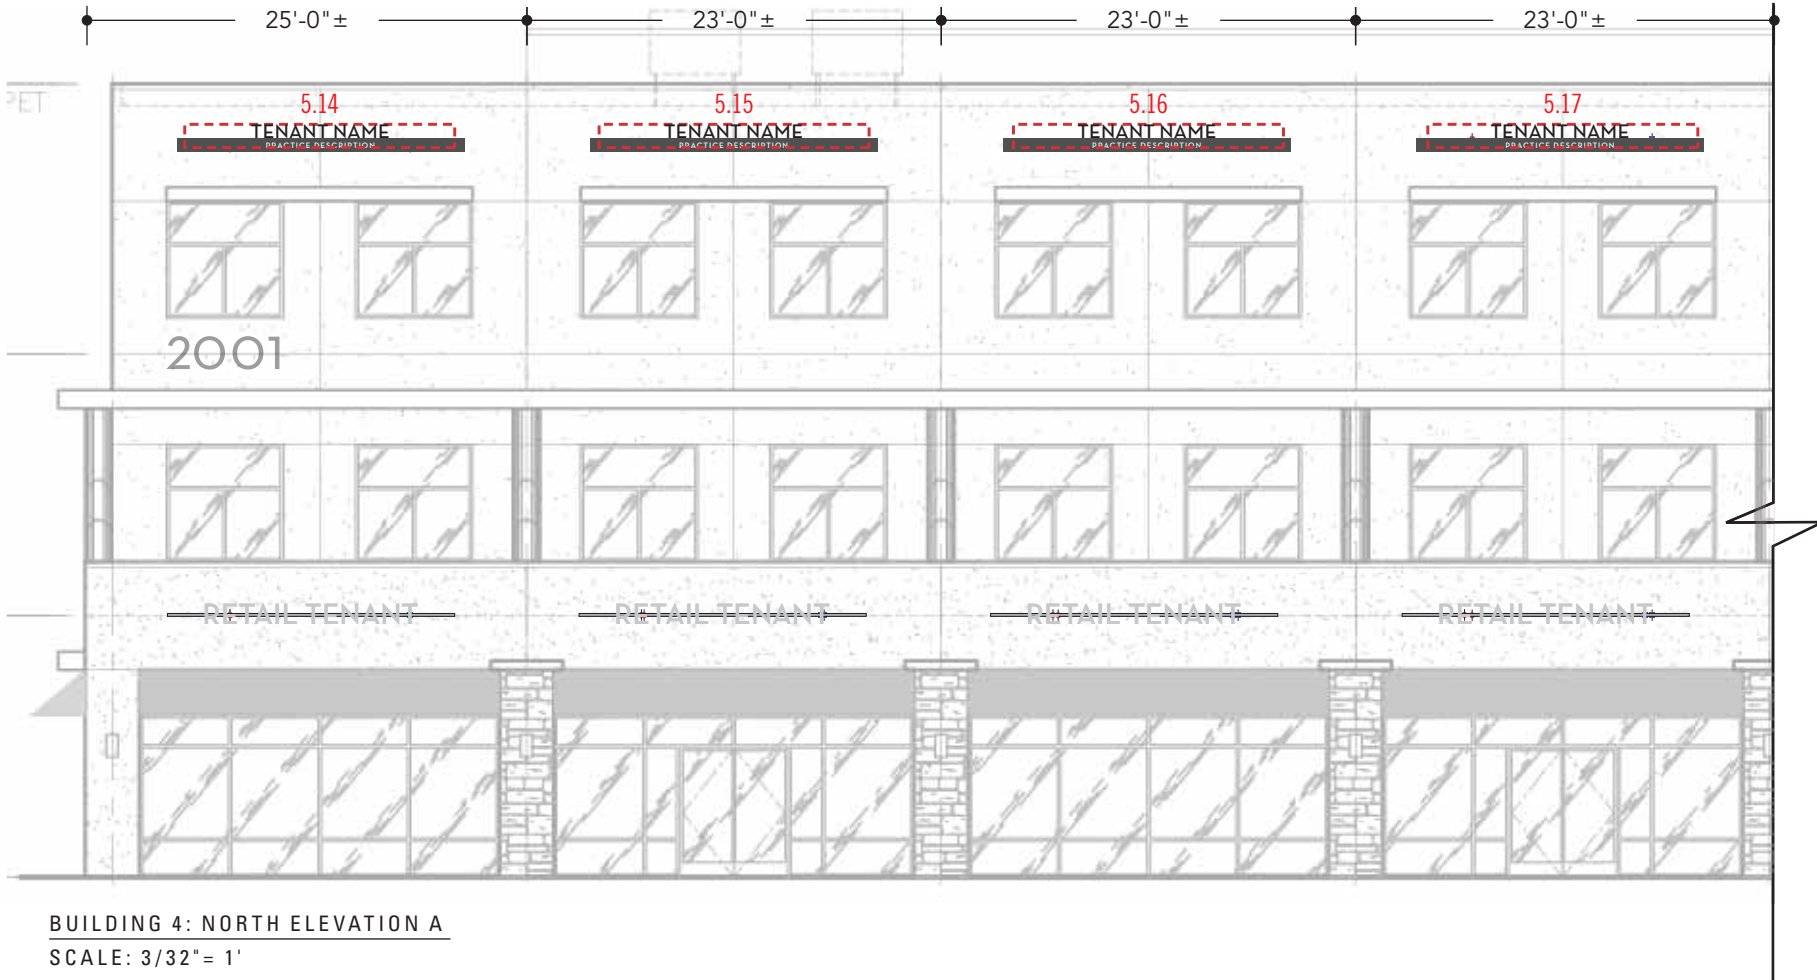 25'-0"± 23'-0"± 23'-0"± 23'-0"±
PET
5.14 5.15 5.16 5.17
TENANT NAME TENANT NAME TENANT NAME TENANT NAME
PRACTICE DESCRIPTION PRACTICE DESCRIPTION PRACTICE DESCRIPTION PRACTICE DESCRIPTION
2001
RETAIL TENANT RETAIL TENANT RETAIL TENANT RETAIL TENANT
BUILDING 4: NORTH ELEVATION A
SCALE: 3/32"= 1'